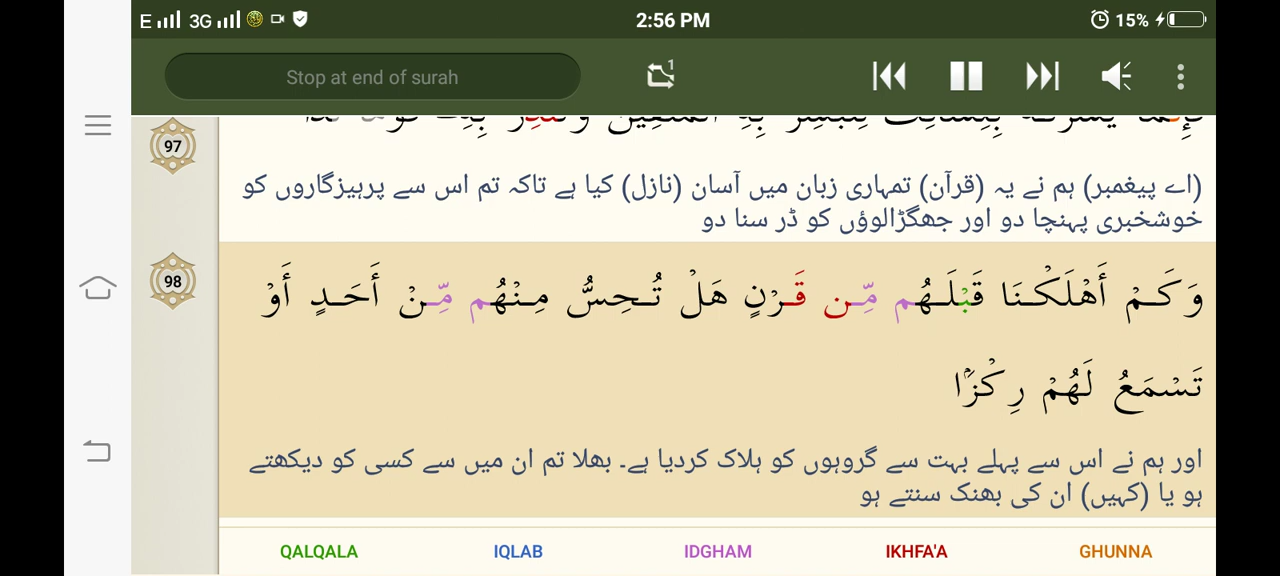 E 3G 2:56 PM 15%
Stop at end of surah 1
97
(اے پیغمبر) ہم نے یہ (قرآن) تمہاری زبان میں آسان (نازل) کیا ہے تاکہ تم اس سے پرہیزگاروں کو
خوشخبری پہنچا دو اور جھگڑالوؤں کو ڈر سنا دو
98
وَكَمۡ أَهۡلَكۡنَا قَبۡلَهُم مِّن قَرۡنٍ هَلۡ تُحِسُّ مِنۡهُم مِّنۡ أَحَدٍ أَوۡ
تَسۡمَعُ لَهُمۡ رِكۡزَۢا
اور ہم نے اس سے پہلے بہت سے گروہوں کو ہلاک کردیا ہے۔ بھلا تم ان میں سے کسی کو دیکھتے
ہو یا (کہیں) ان کی بھنک سنتے ہو
QALQALA IQLAB IDGHAM IKHFA'A GHUNNA